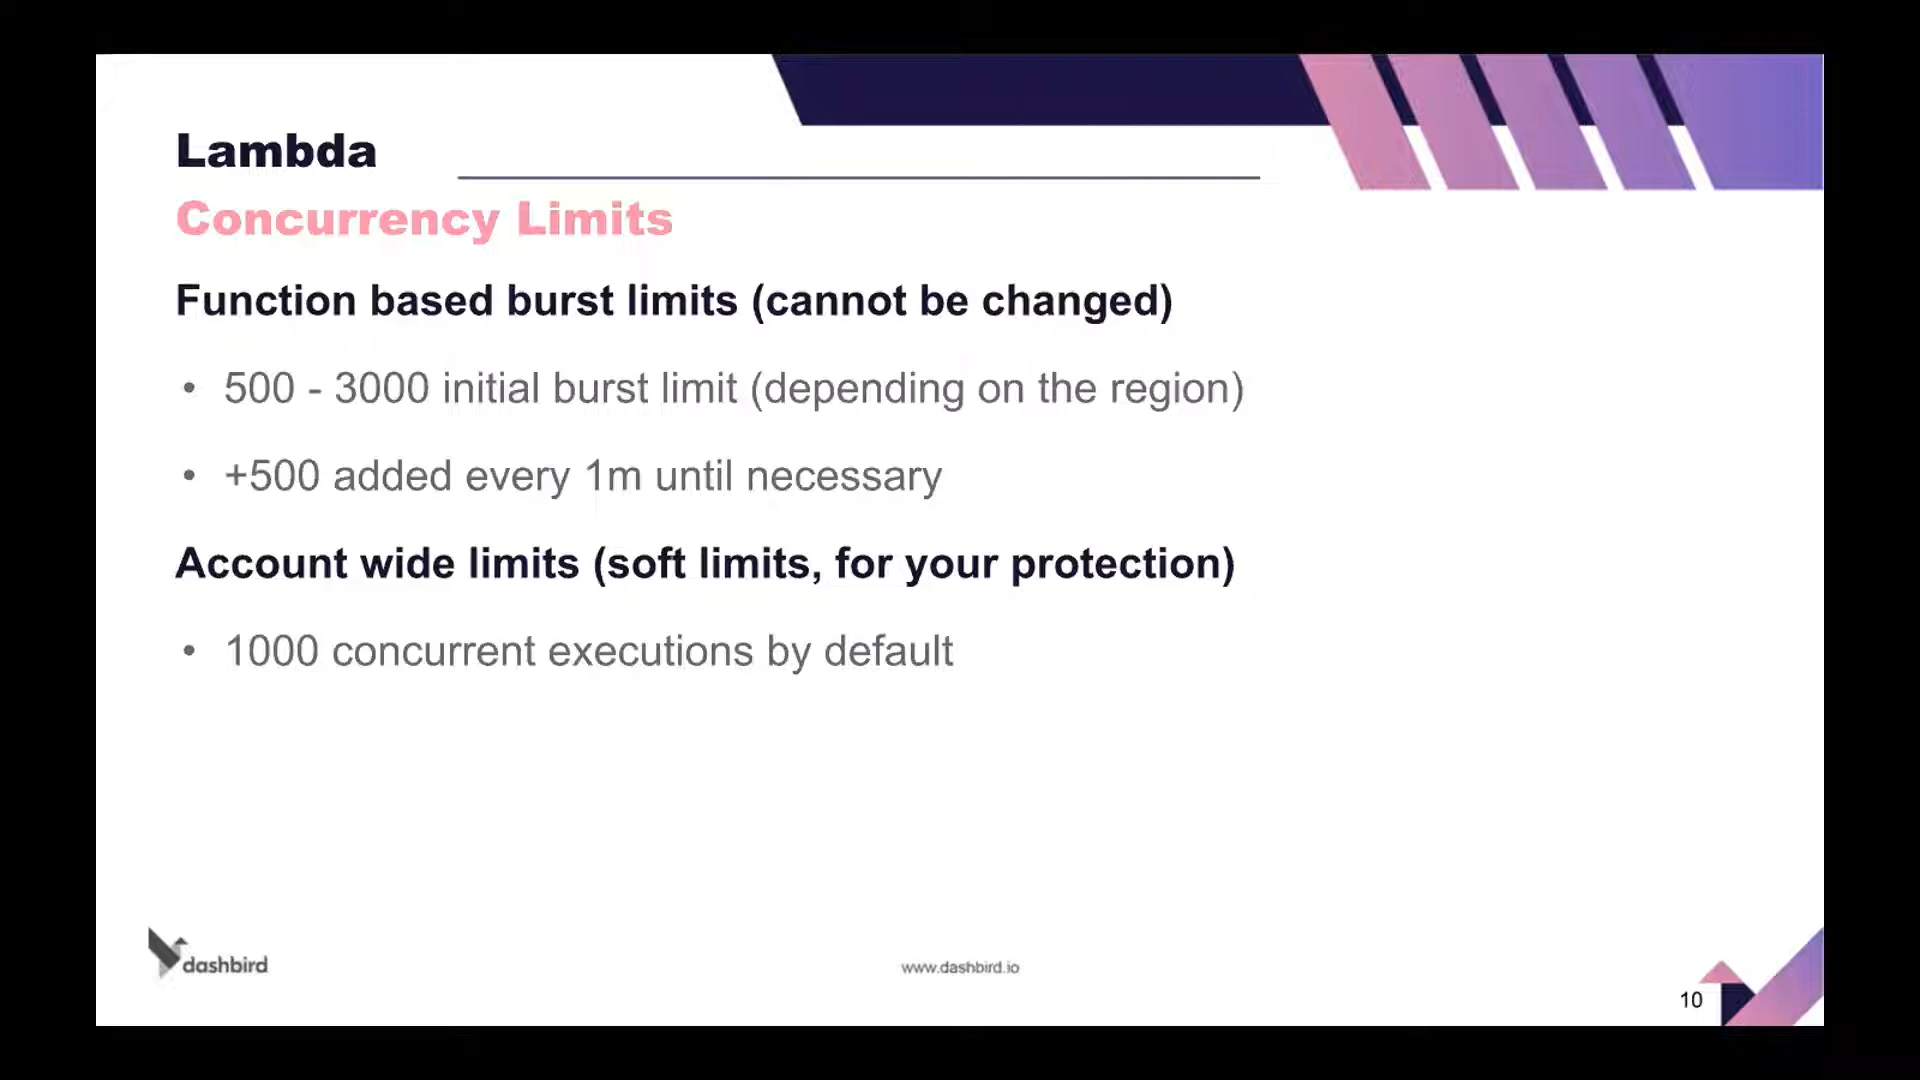 Lambda
Concurrency Limits
Function based burst limits (cannot be changed)
• 500 - 3000 initial burst limit (depending on the region)
• +500 added every 1m until necessary
Account wide limits (soft limits, for your protection)
• 1000 concurrent executions by default
dashbird
www.dashbird.io
10